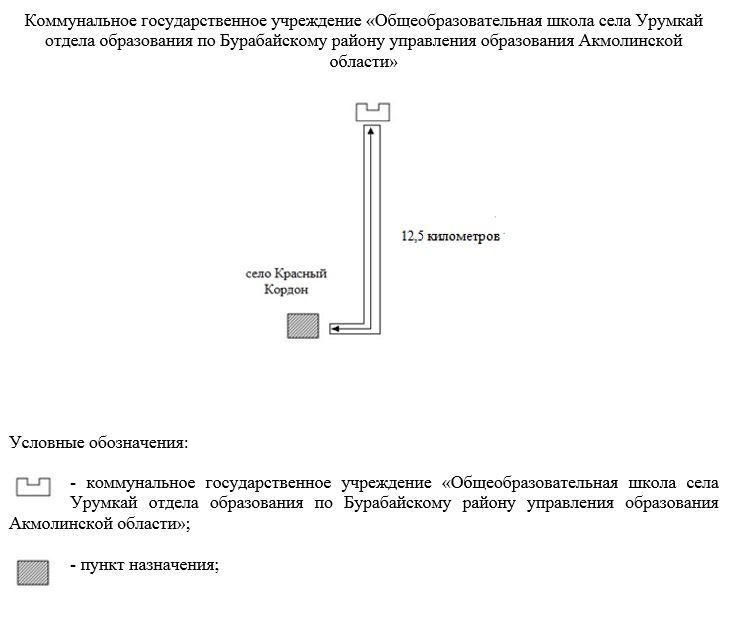 Коммунальное государственное учреждение «Общеобразовательная школа села Урумкай
отдела образования по Бурабайскому району управления образования Акмолинской
области»
12,5 километров
село Красный
Кордон
Условные обозначения:
- коммунальное государственное учреждение «Общеобразовательная школа села
Урумкай отдела образования по Бурабайскому району управления образования
Акмолинской области»;
- пункт назначения;